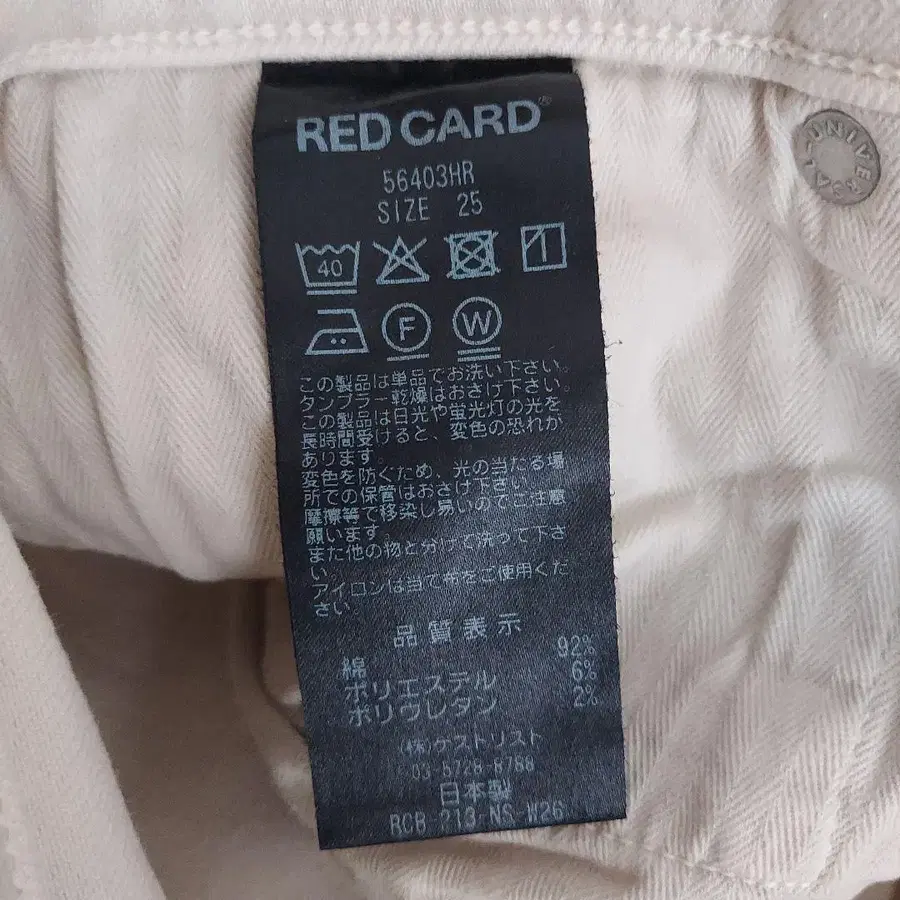 RED CARD®
56403HR
SIZE 25
40
F W
この製品は単品でお洗い下さい。
タンブラー乾燥はおさけ下さい。
この製品は日光や蛍光灯の光を
長時間受けると、変色の恐れが
あります。
変色を防ぐため、光の当たる場
所での保管はおさけ下さい。
摩擦等で移染し易いのでご注意
願います。
また他の物と分けて洗って下さ
い。
アイロンは当て布をご使用くだ
さい。
品質表示
綿 92%
ポリエステル 6%
ポリウレタン 2%
(株)ケストリスト
03-5728-8788
日本製
RCB 213 NS W26
UNIVERSAL